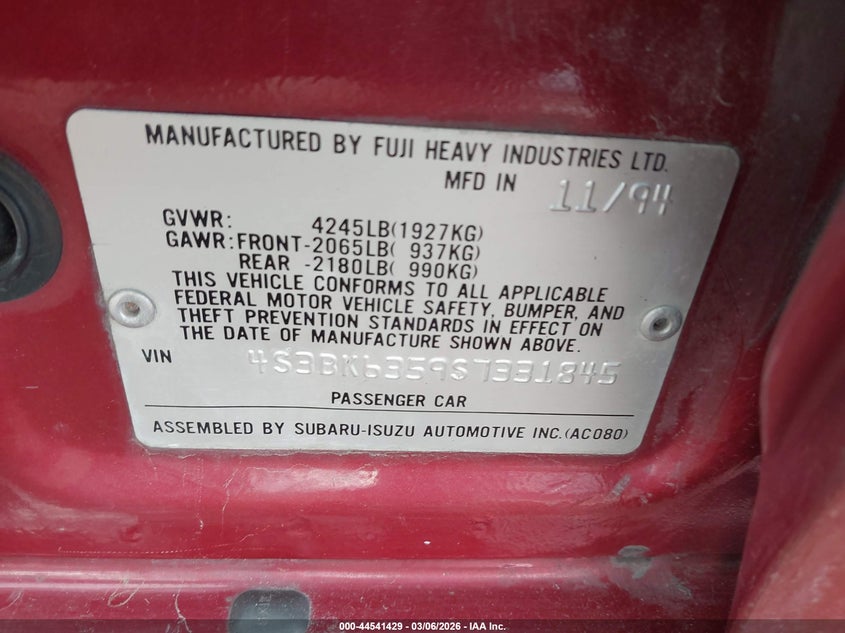 MANUFACTURED BY FUJI HEAVY INDUSTRIES LTD.
MFD IN 11/94
GVWR: 4245LB(1927KG)
GAWR:FRONT-2065LB( 937KG)
REAR -2180LB( 990KG)
THIS VEHICLE CONFORMS TO ALL APPLICABLE
FEDERAL MOTOR VEHICLE SAFETY, BUMPER, AND
THEFT PREVENTION STANDARDS IN EFFECT ON
THE DATE OF MANUFACTURE SHOWN ABOVE.
VIN 4S3BK6359S7331845
PASSENGER CAR
ASSEMBLED BY SUBARU-ISUZU AUTOMOTIVE INC.(AC080)
000-44541429 - 03/06/2026 - IAA Inc.